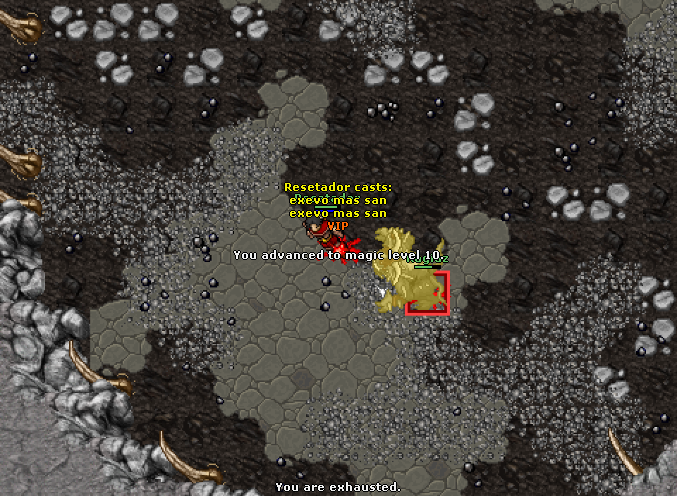 Resetador casts:
exevo mas san
exevo mas san
VIP
You advanced to magic level 10.
You are exhausted.